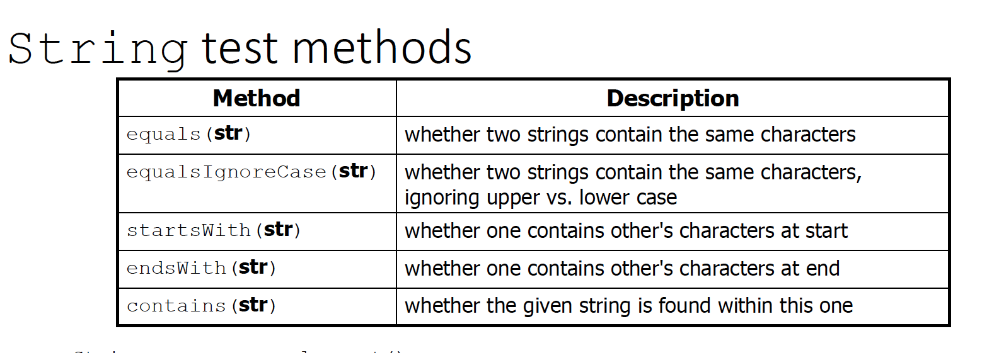 String test methods
Method Description
equals(str) whether two strings contain the same characters
equalsIgnoreCase(str) whether two strings contain the same characters,
ignoring upper vs. lower case
startsWith(str) whether one contains other's characters at start
endsWith(str) whether one contains other's characters at end
contains(str) whether the given string is found within this one